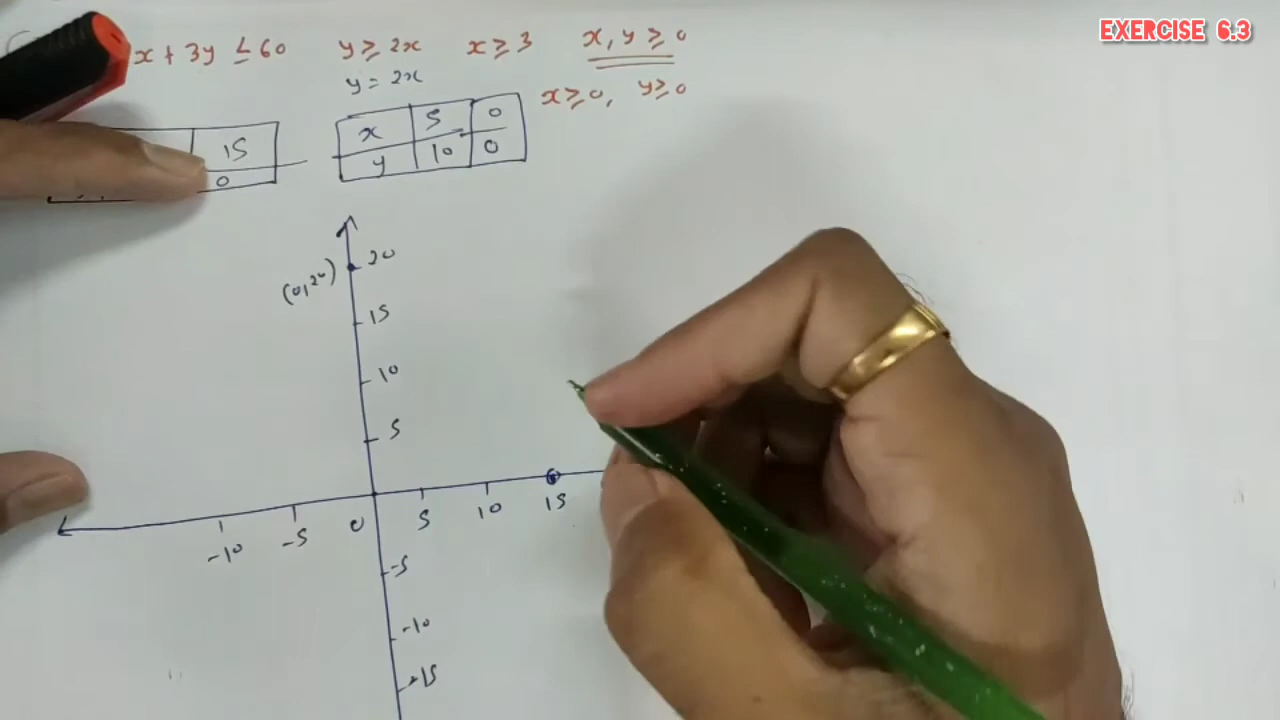 EXERCISE 6.3
x + 3y ≤ 60 y ≥ 2x x ≥ 3 x, y ≥ 0
y = 2x
x ≥ 0, y ≥ 0
15
0
x 5 0
y 10 0
(0,20) 20
15
10
5
-10 -5 0 5 10 15
-5
-10
-15